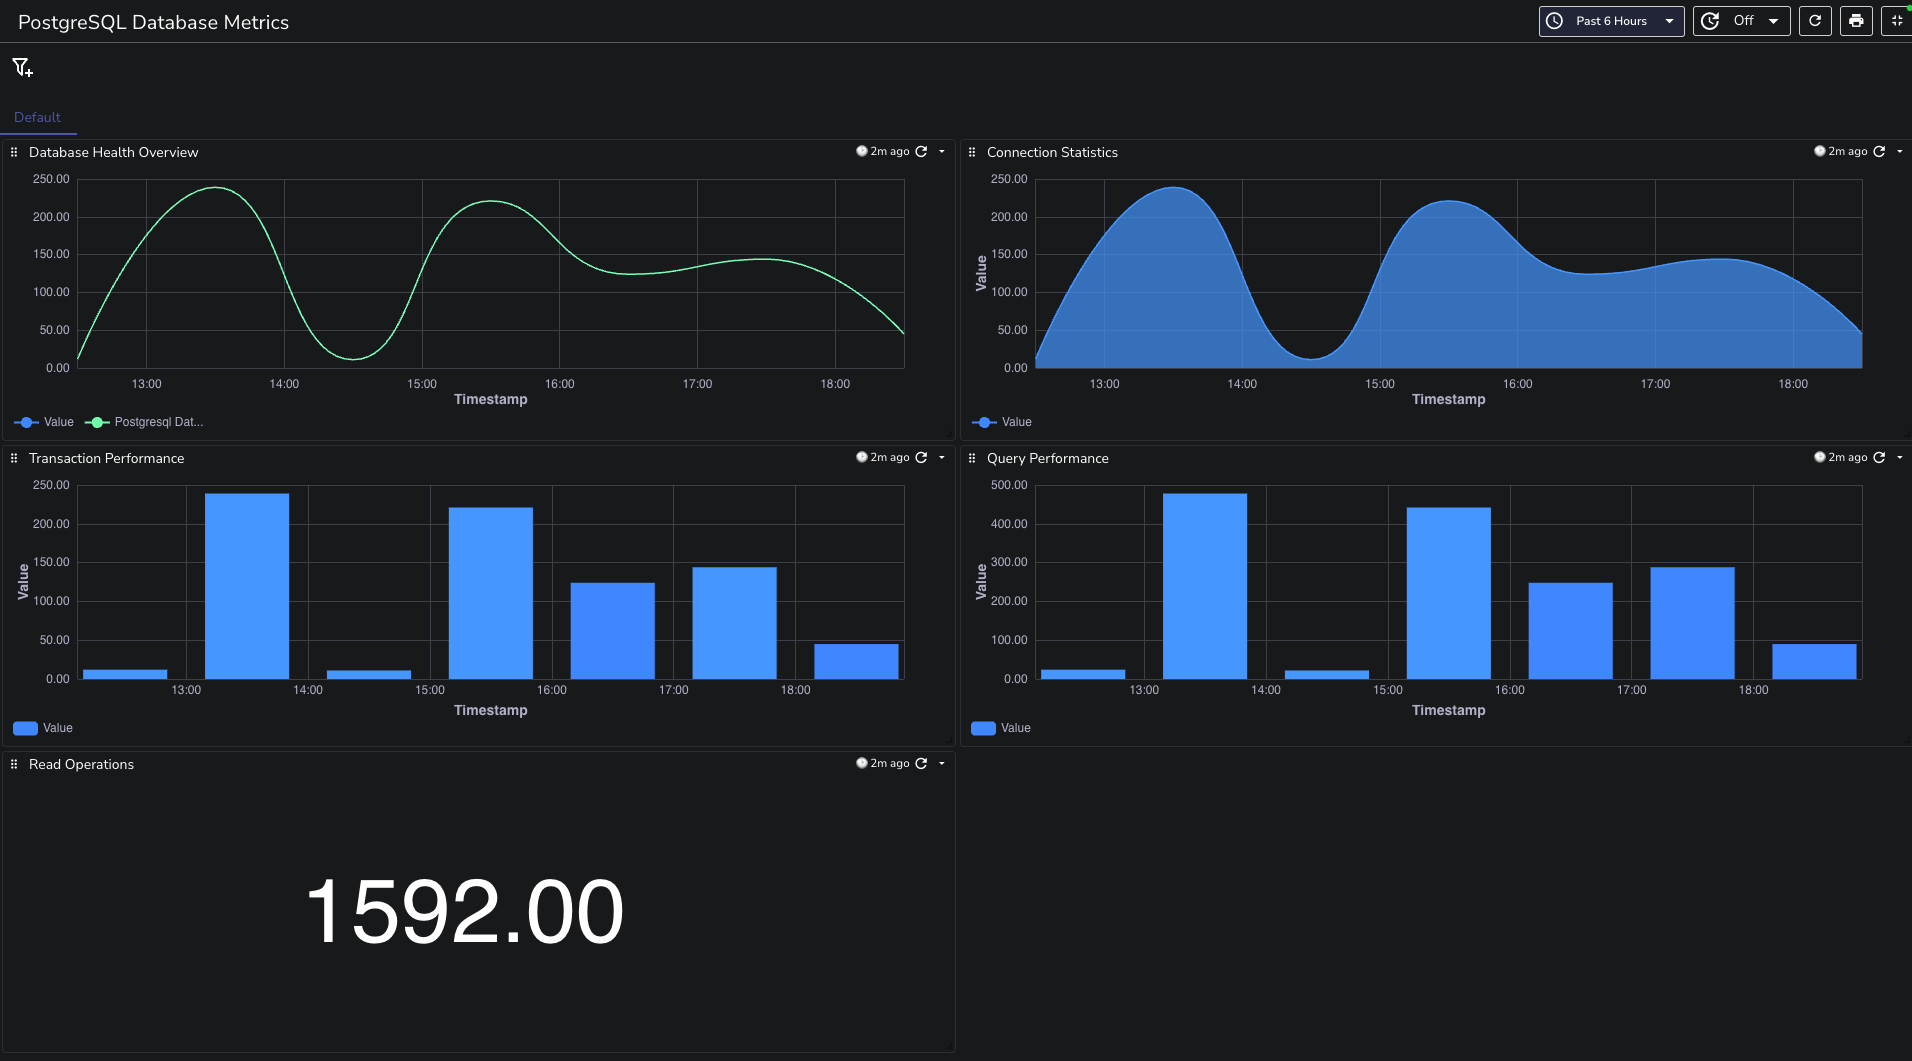 PostgreSQL Database Metrics
Past 6 Hours
Off
Default
Database Health Overview
2m ago
250.00
200.00
150.00
100.00
50.00
0.00
13:00 14:00 15:00 16:00 17:00 18:00
Timestamp
Value Postgresql Dat...
Connection Statistics
2m ago
Value
250.00
200.00
150.00
100.00
50.00
0.00
13:00 14:00 15:00 16:00 17:00 18:00
Timestamp
Value
Transaction Performance
2m ago
Value
250.00
200.00
150.00
100.00
50.00
0.00
13:00 14:00 15:00 16:00 17:00 18:00
Timestamp
Value
Query Performance
2m ago
Value
500.00
400.00
300.00
200.00
100.00
0.00
13:00 14:00 15:00 16:00 17:00 18:00
Timestamp
Value
Read Operations
2m ago
1592.00